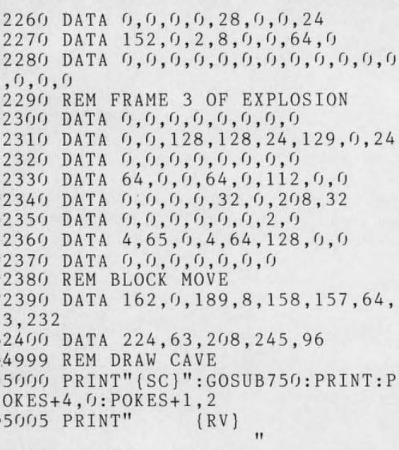 2260 DATA 0,0,0,0,28,0,0,24
2270 DATA 152,0,2,8,0,0,64,0
2280 DATA 0,0,0,0,0,0,0,0,0,0,0,0
,0,0,0
2290 REM FRAME 3 OF EXPLOSION
2300 DATA 0,0,0,0,0,0,0,0
2310 DATA 0,0,128,128,24,129,0,24
2320 DATA 0,0,0,0,0,0,0,0
2330 DATA 64,0,0,64,0,112,0,0
2340 DATA 0,0,0,0,32,0,208,32
2350 DATA 0,0,0,0,0,0,2,0
2360 DATA 4,65,0,4,64,128,0,0
2370 DATA 0,0,0,0,0,0,0
2380 REM BLOCK MOVE
2390 DATA 162,0,189,8,158,157,64,
3,232
2400 DATA 224,63,208,245,96
4999 REM DRAW CAVE
5000 PRINT"{SC}":GOSUB750:PRINT:P
OKES+4,0:POKES+1,2
5005 PRINT"      {RV}
"